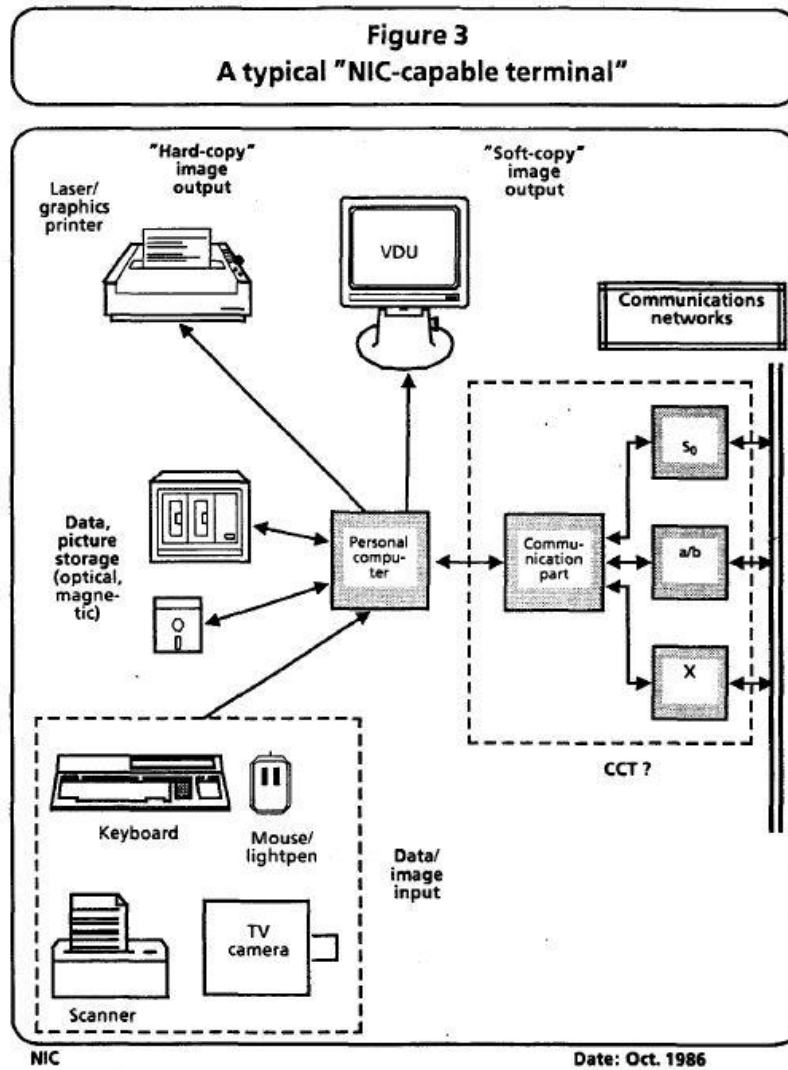 Figure 3
A typical "NIC-capable terminal"
"Hard-copy"
image
output
"Soft-copy"
image
output
Laser/
graphics
printer
VDU
Communications
networks
S₀
Data,
picture
storage
(optical,
magne-
tic)
Personal
compu-
ter
Commu-
nication
part
a/b
X
CCT ?
Keyboard
Mouse/
lightpen
Data/
image
input
TV
camera
Scanner
NIC
Date: Oct. 1986